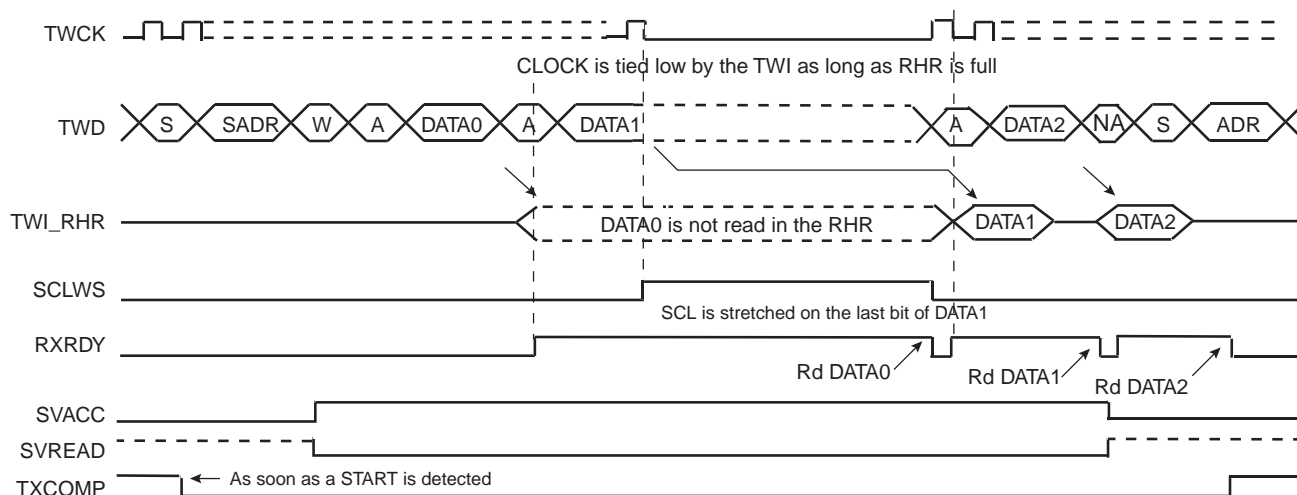 TWCK
CLOCK is tied low by the TWI as long as RHR is full
TWD S SADR W A DATA0 A DATA1 A DATA2 NA S ADR
TWI_RHR DATA0 is not read in the RHR DATA1 DATA2
SCLWS
SCL is stretched on the last bit of DATA1
RXRDY
Rd DATA0 Rd DATA1 Rd DATA2
SVACC
SVREAD
TXCOMP As soon as a START is detected